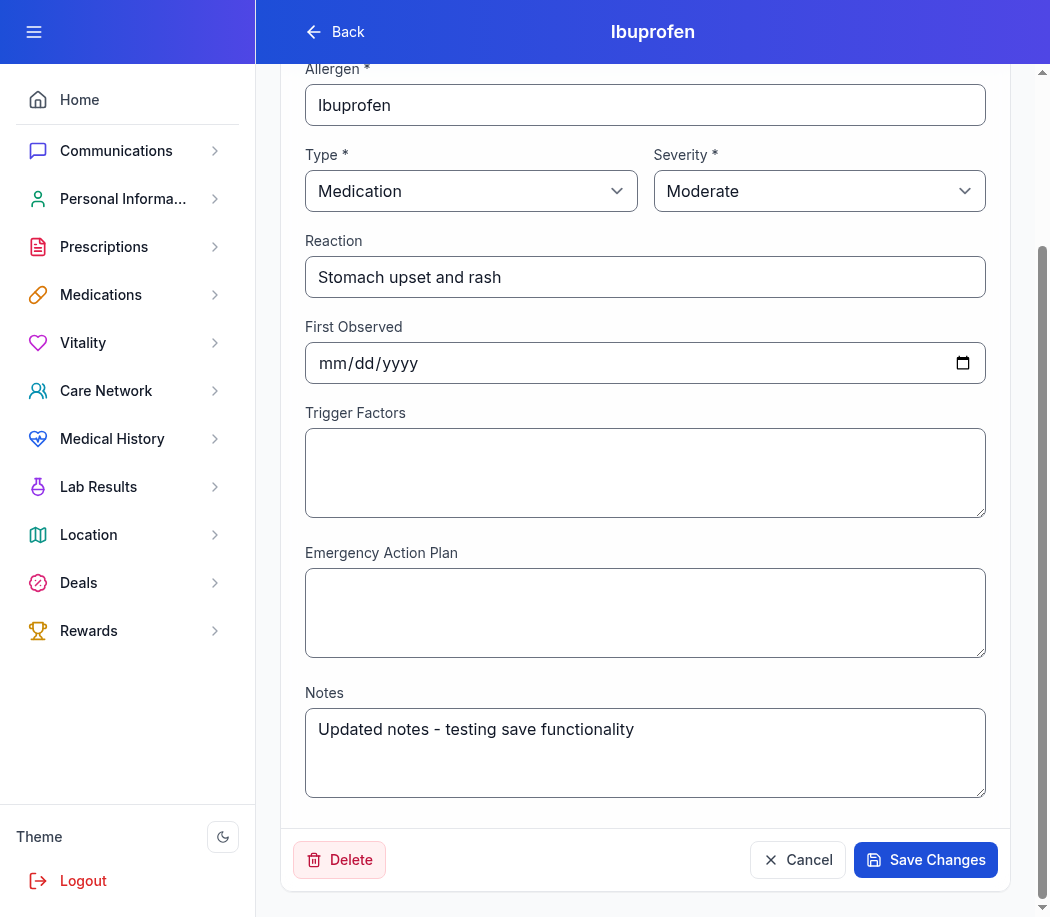 Back
Ibuprofen
Home
Communications
Personal Informa...
Prescriptions
Medications
Vitality
Care Network
Medical History
Lab Results
Location
Deals
Rewards
Theme
Logout
Allergen *
Ibuprofen
Type *
Severity *
Medication
Moderate
Reaction
Stomach upset and rash
First Observed
mm/dd/yyyy
Trigger Factors
Emergency Action Plan
Notes
Updated notes - testing save functionality
Delete
Cancel
Save Changes